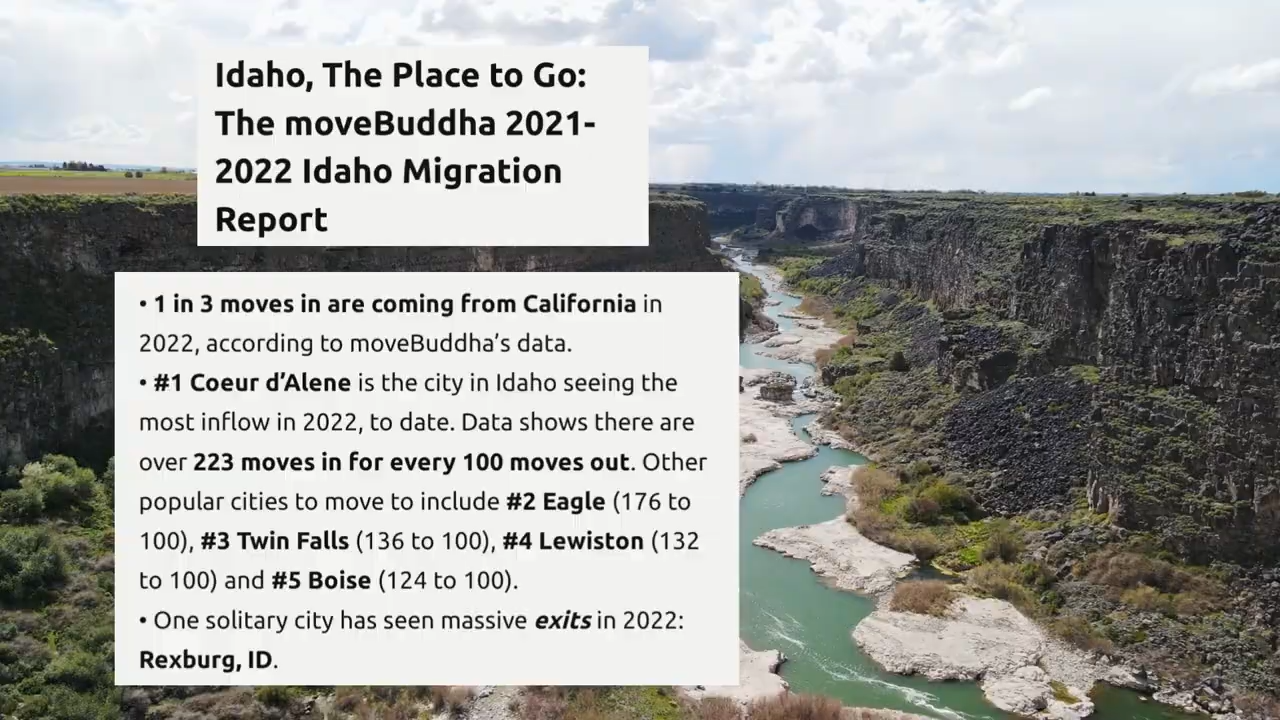 Idaho, The Place to Go:
The moveBuddha 2021-
2022 Idaho Migration
Report
• 1 in 3 moves in are coming from California in
2022, according to moveBuddha’s data.
• #1 Coeur d’Alene is the city in Idaho seeing the
most inflow in 2022, to date. Data shows there are
over 223 moves in for every 100 moves out. Other
popular cities to move to include #2 Eagle (176 to
100), #3 Twin Falls (136 to 100), #4 Lewiston (132
to 100) and #5 Boise (124 to 100).
• One solitary city has seen massive exits in 2022:
Rexburg, ID.